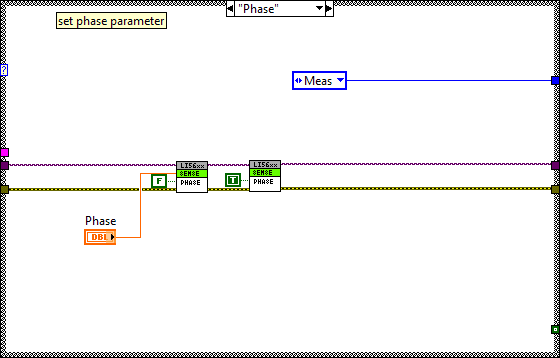 "Phase"
set phase parameter
?
Meas
LI56xx
SENSE
PHASE
LI56xx
SENSE
PHASE
F
T
Phase
DBL